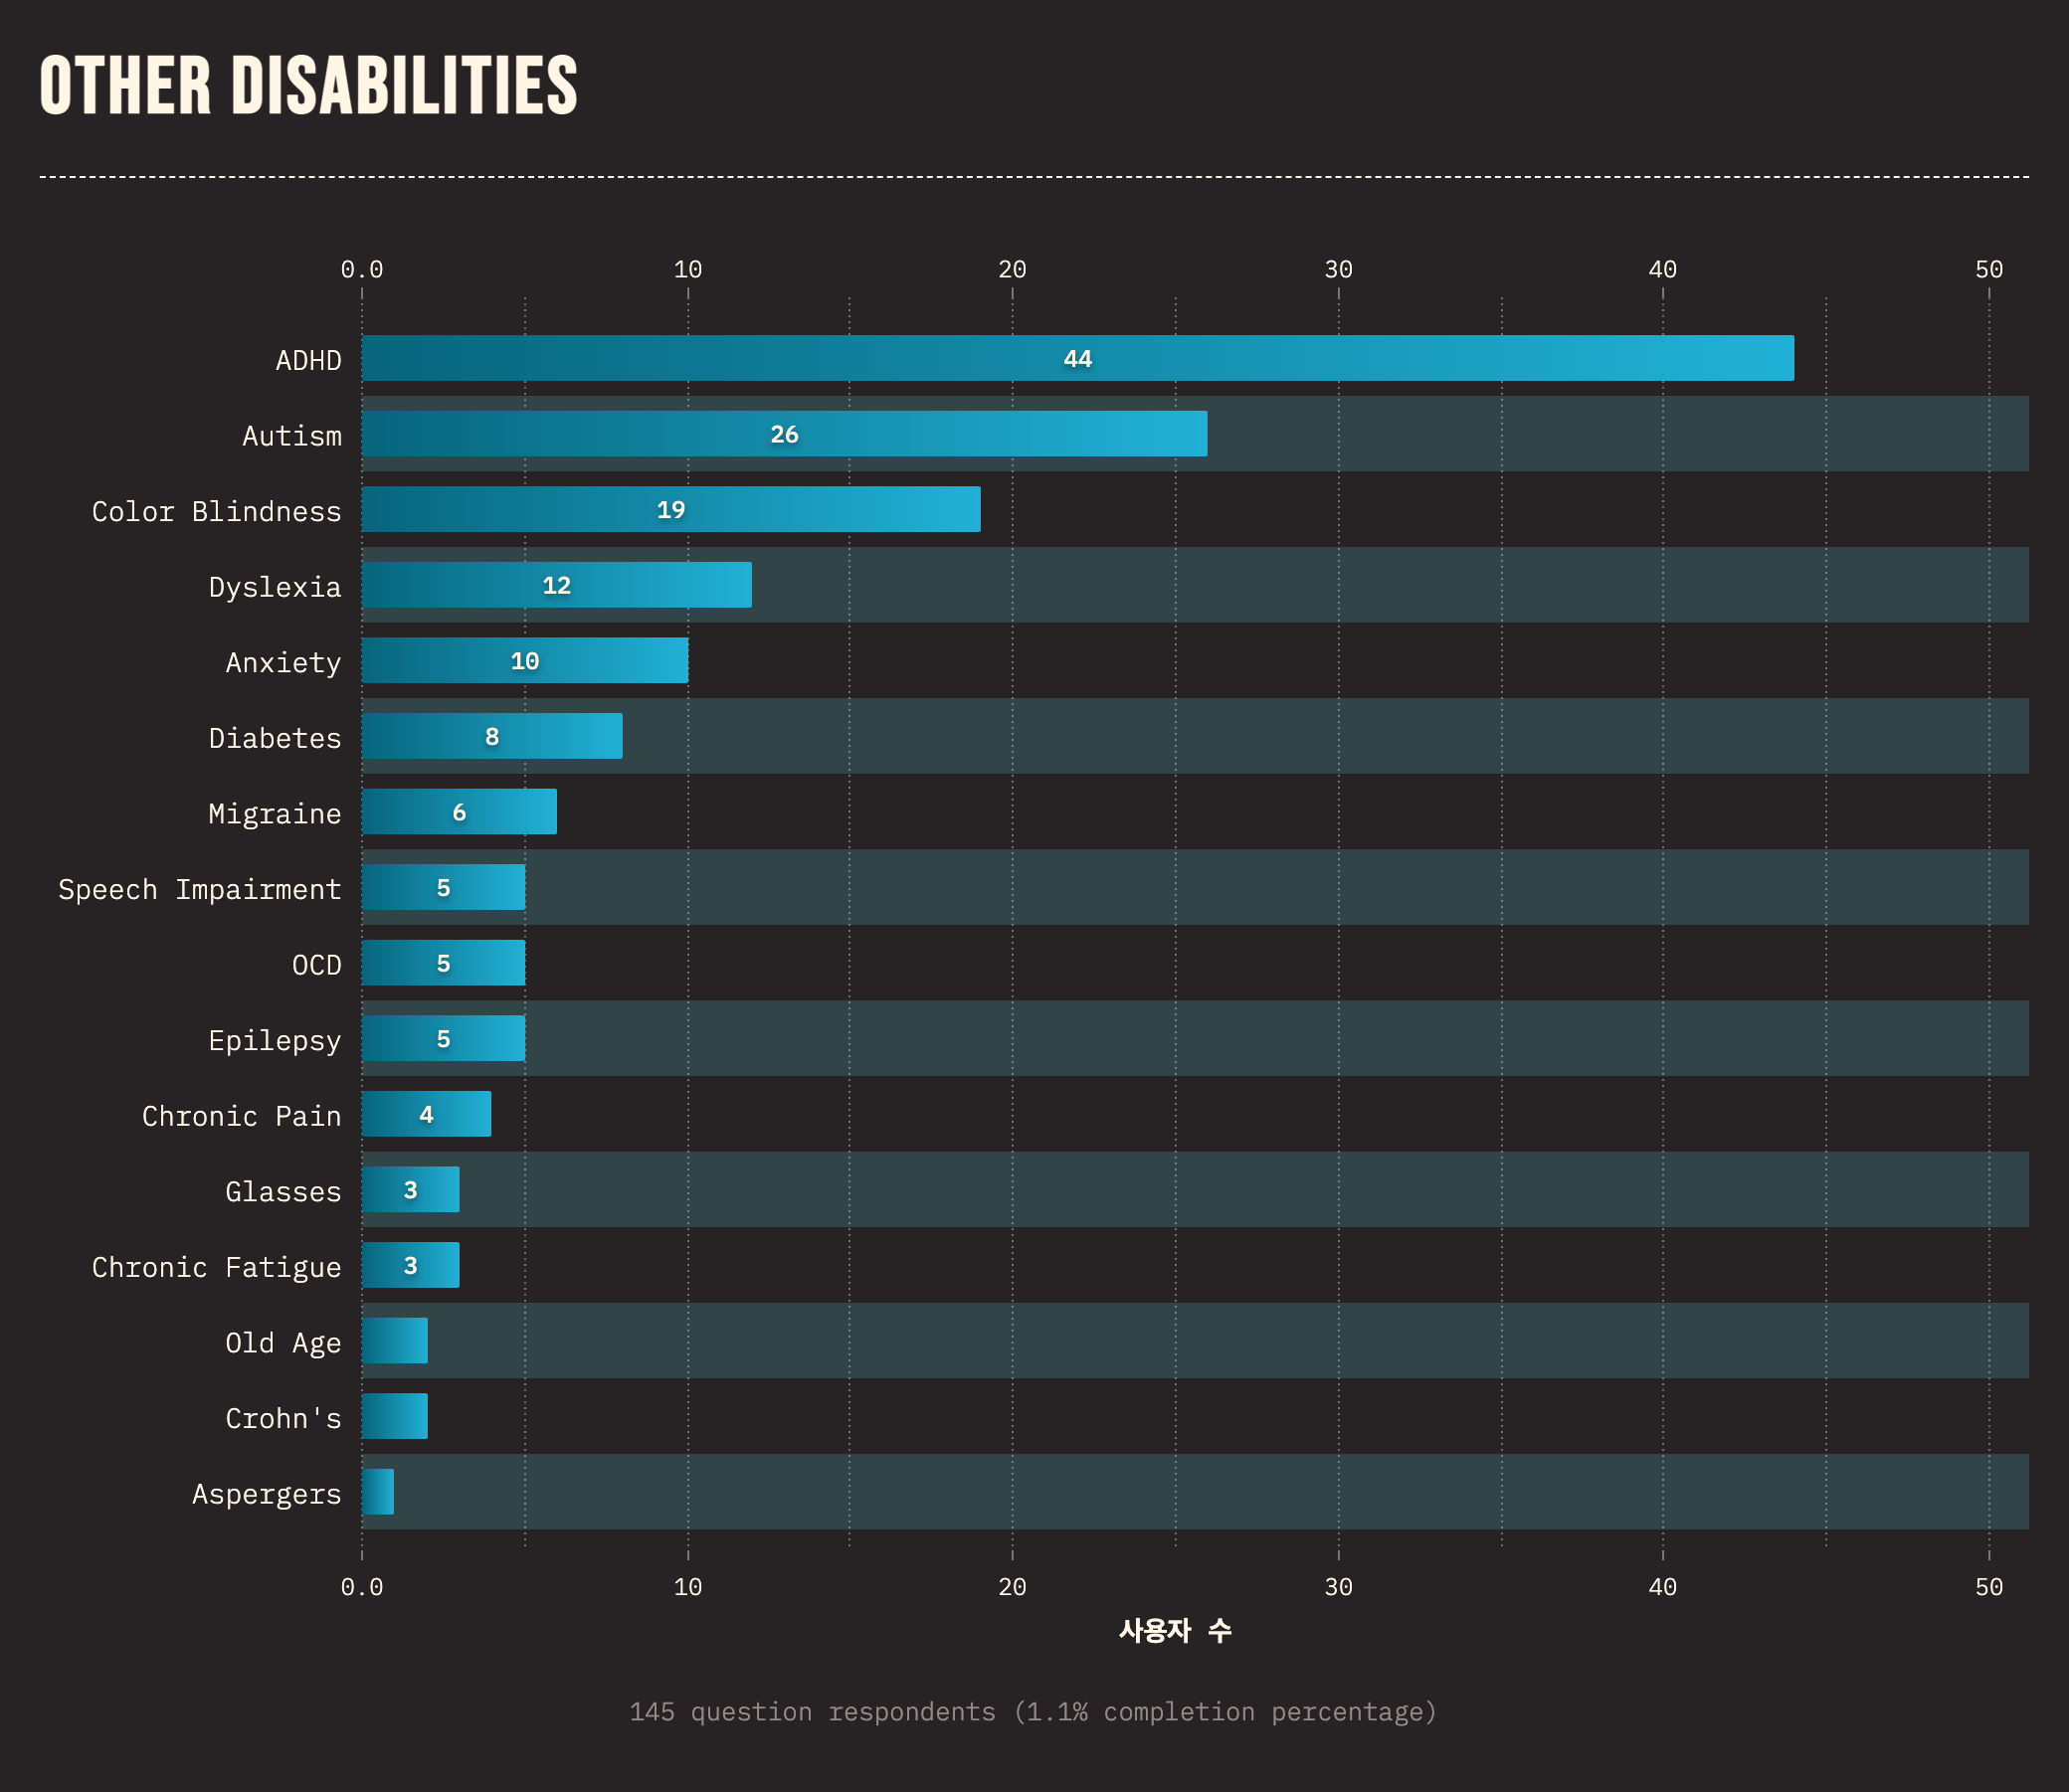 OTHER DISABILITIES
0.0 10 20 30 40 50
ADHD 44
Autism 26
Color Blindness 19
Dyslexia 12
Anxiety 10
Diabetes 8
Migraine 6
Speech Impairment 5
OCD 5
Epilepsy 5
Chronic Pain 4
Glasses 3
Chronic Fatigue 3
Old Age
Crohn's
Aspergers
0.0 10 20 30 40 50
사용자 수
145 question respondents (1.1% completion percentage)